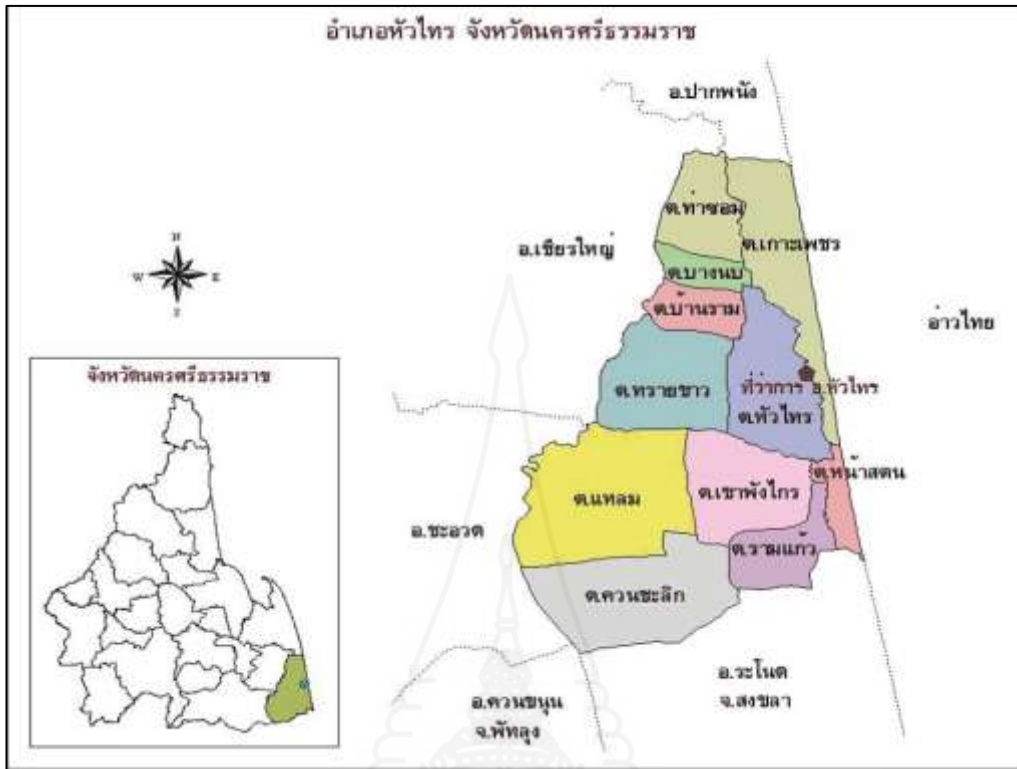 อำเภอหัวไทร จังหวัดนครศรีธรรมราช
อ.ปากพนัง
ต.ท่าซอม
อ.เชียรใหญ่
ต.เกาะเพชร
ต.บางนบ
N
W
E
S
ต.บ้านราม
อ่าวไทย
จังหวัดนครศรีธรรมราช
ต.ทรายขาว
ที่ว่าการ อ.หัวไทร
ต.หัวไทร
ต.หน้าสตน
ต.แหลม
ต.เขาพังไกร
อ.ชะอวด
ต.รามแก้ว
ต.ควนชะลิก
อ.ระโนด
จ.สงขลา
อ.ควนขนุน
จ.พัทลุง